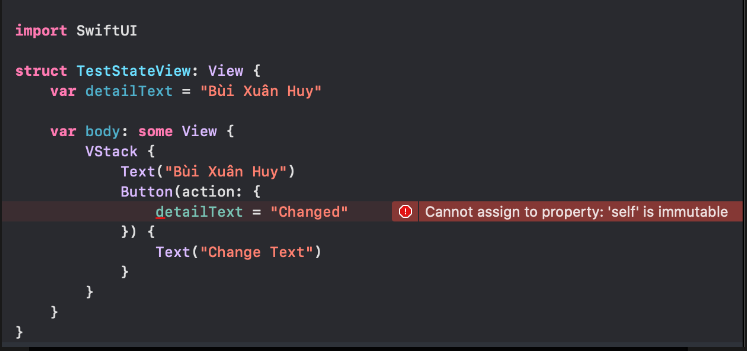 import SwiftUI
struct TestStateView: View {
var detailText = "Bùi Xuân Huy"
var body: some View {
VStack {
Text("Bùi Xuân Huy")
Button(action: {
detailText = "Changed" Cannot assign to property: 'self' is immutable
}) {
Text("Change Text")
}
}
}
}